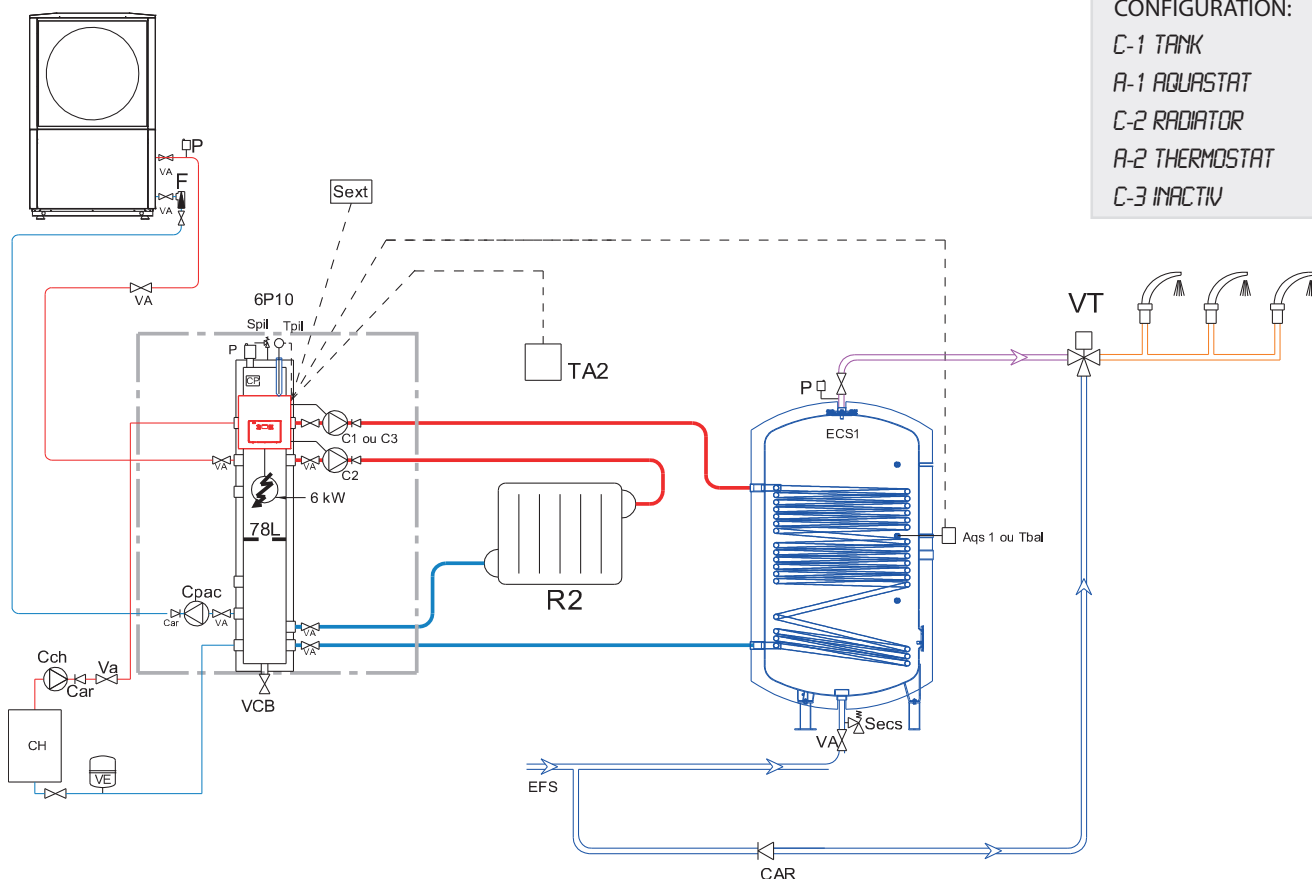 CONFIGURATION:
C-1 TANK
A-1 AQUASTAT
C-2 RADIATOR
A-2 THERMOSTAT
C-3 INACTIV
P
VA
F
VA
Sext
VA
6P10
Spil
Tpil
P
CP
TA2
VT
C1 ou C3
VA
VA
C2
6 kW
78L
P
ECS1
Aqs 1 ou Tbal
R2
Cpac
Car
VA
VA
VA
Cch
Va
Car
VCB
CH
VE
Secs
VA
EFS
CAR